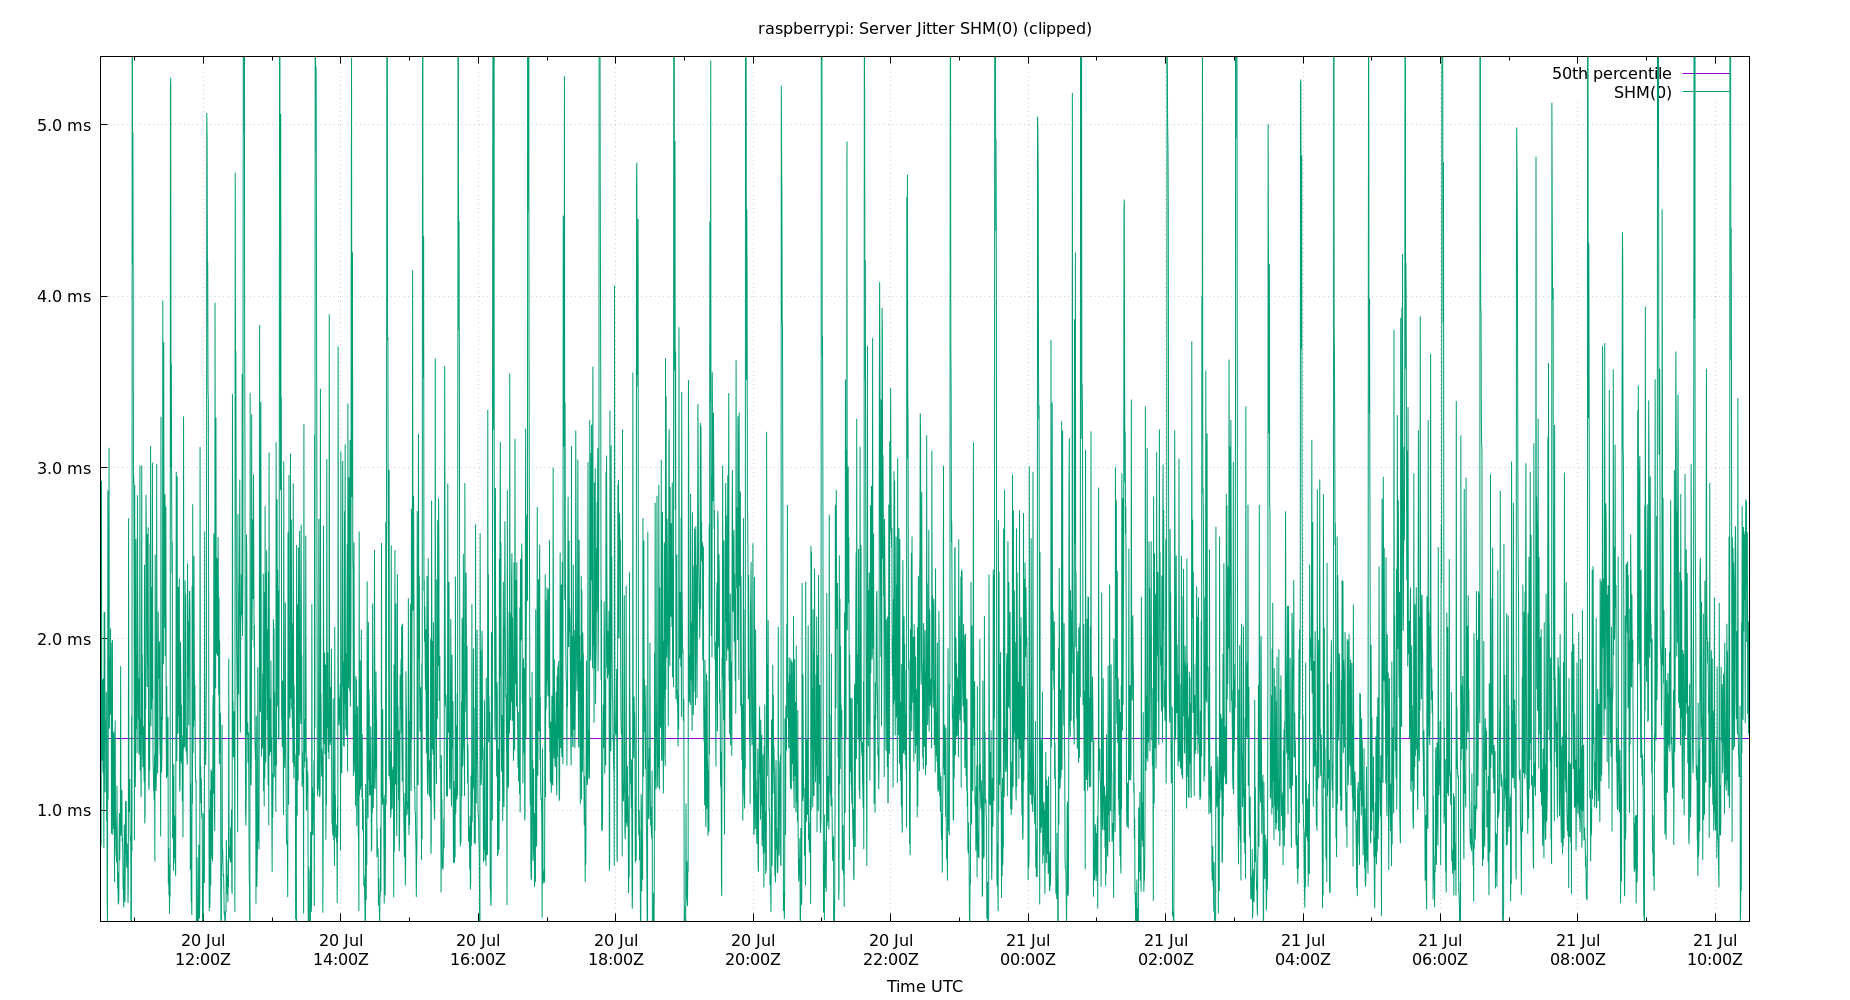 raspberrypi: Server Jitter SHM(0) (clipped)
50th percentile
SHM(0)
5.0 ms
4.0 ms
3.0 ms
2.0 ms
1.0 ms
20 Jul 20 Jul 20 Jul 20 Jul 20 Jul 20 Jul 21 Jul 21 Jul 21 Jul 21 Jul 21 Jul 21 Jul
12:00Z 14:00Z 16:00Z 18:00Z 20:00Z 22:00Z 00:00Z 02:00Z 04:00Z 06:00Z 08:00Z 10:00Z
Time UTC